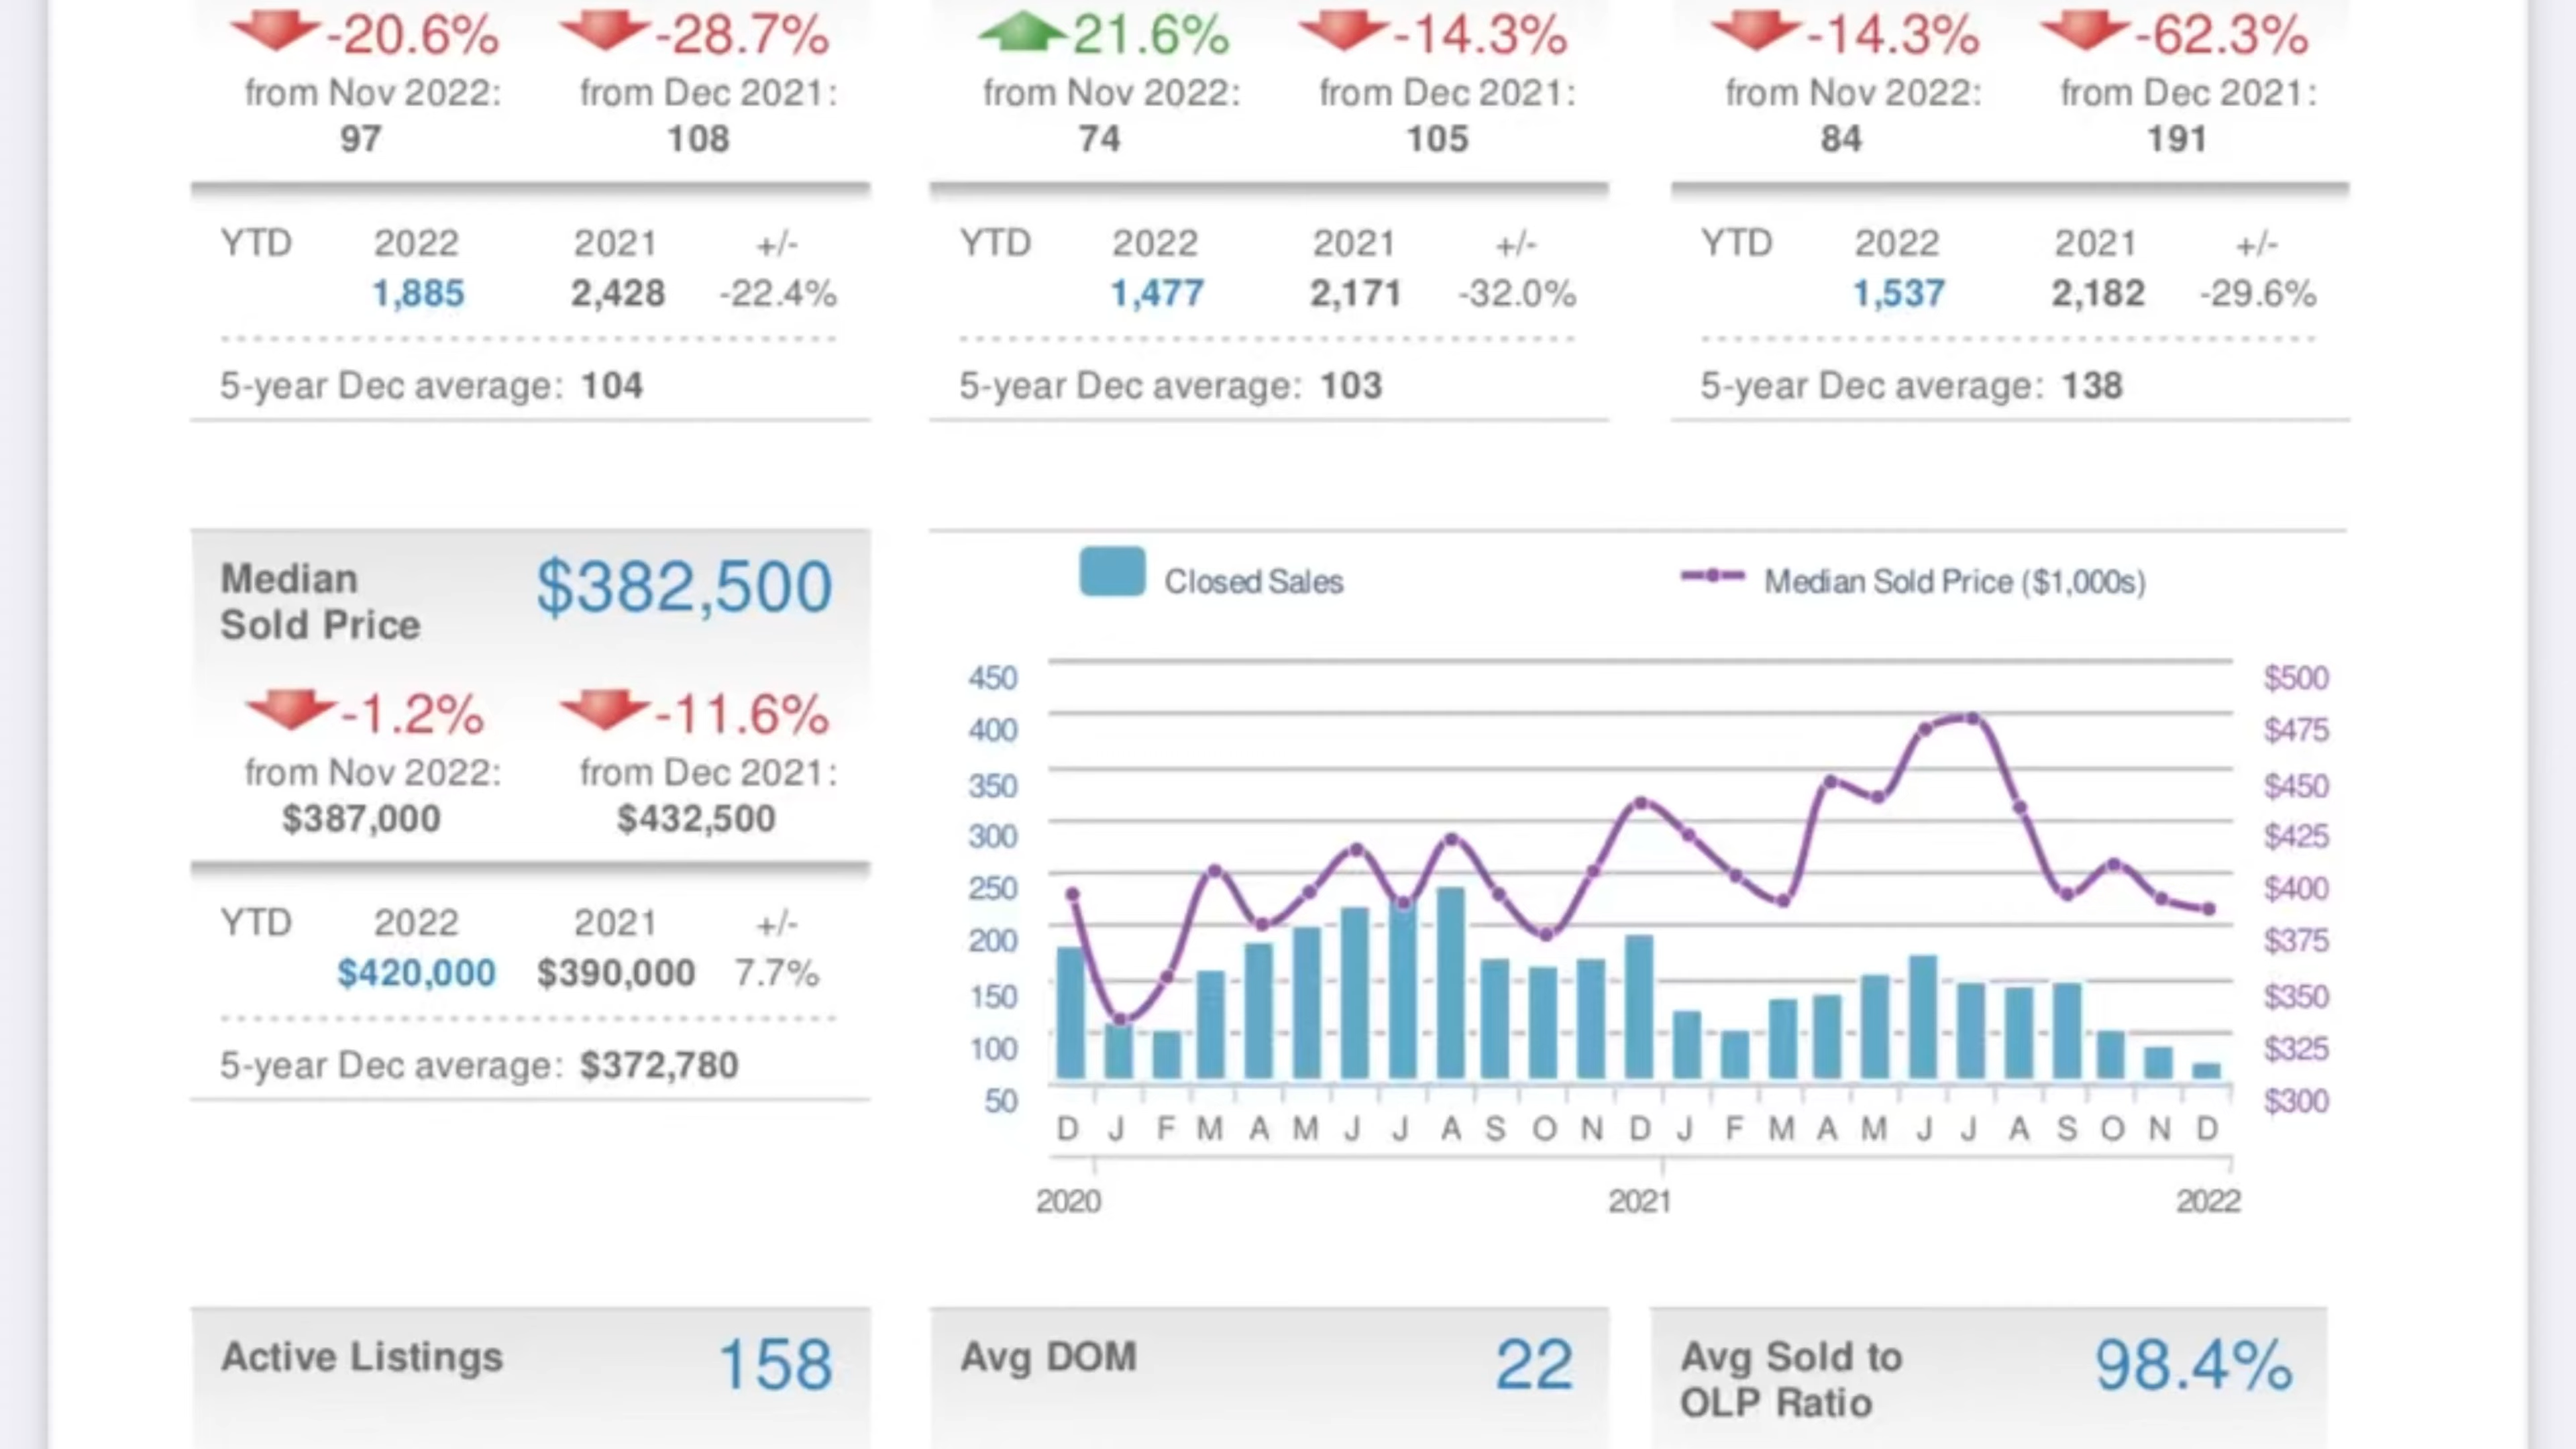 -20.6% -28.7% 21.6% -14.3% -14.3% -62.3%
from Nov 2022: from Dec 2021: from Nov 2022: from Dec 2021: from Nov 2022: from Dec 2021:
97 108 74 105 84 191
YTD 2022 2021 +/- YTD 2022 2021 +/- YTD 2022 2021 +/-
1,885 2,428 -22.4% 1,477 2,171 -32.0% 1,537 2,182 -29.6%
5-year Dec average: 104 5-year Dec average: 103 5-year Dec average: 138
Median
Sold Price
$382,500
-1.2% -11.6%
from Nov 2022: from Dec 2021:
$387,000 $432,500
YTD 2022 2021 +/-
$420,000 $390,000 7.7%
5-year Dec average: $372,780
Closed Sales Median Sold Price ($1,000s)
450 $500
400 $475
350 $450
300 $425
250 $400
200 $375
150 $350
100 $325
50 $300
D J F M A M J J A S O N D J F M A M J J A S O N D
2020 2021 2022
Active Listings 158
Avg DOM 22
Avg Sold to
OLP Ratio
98.4%